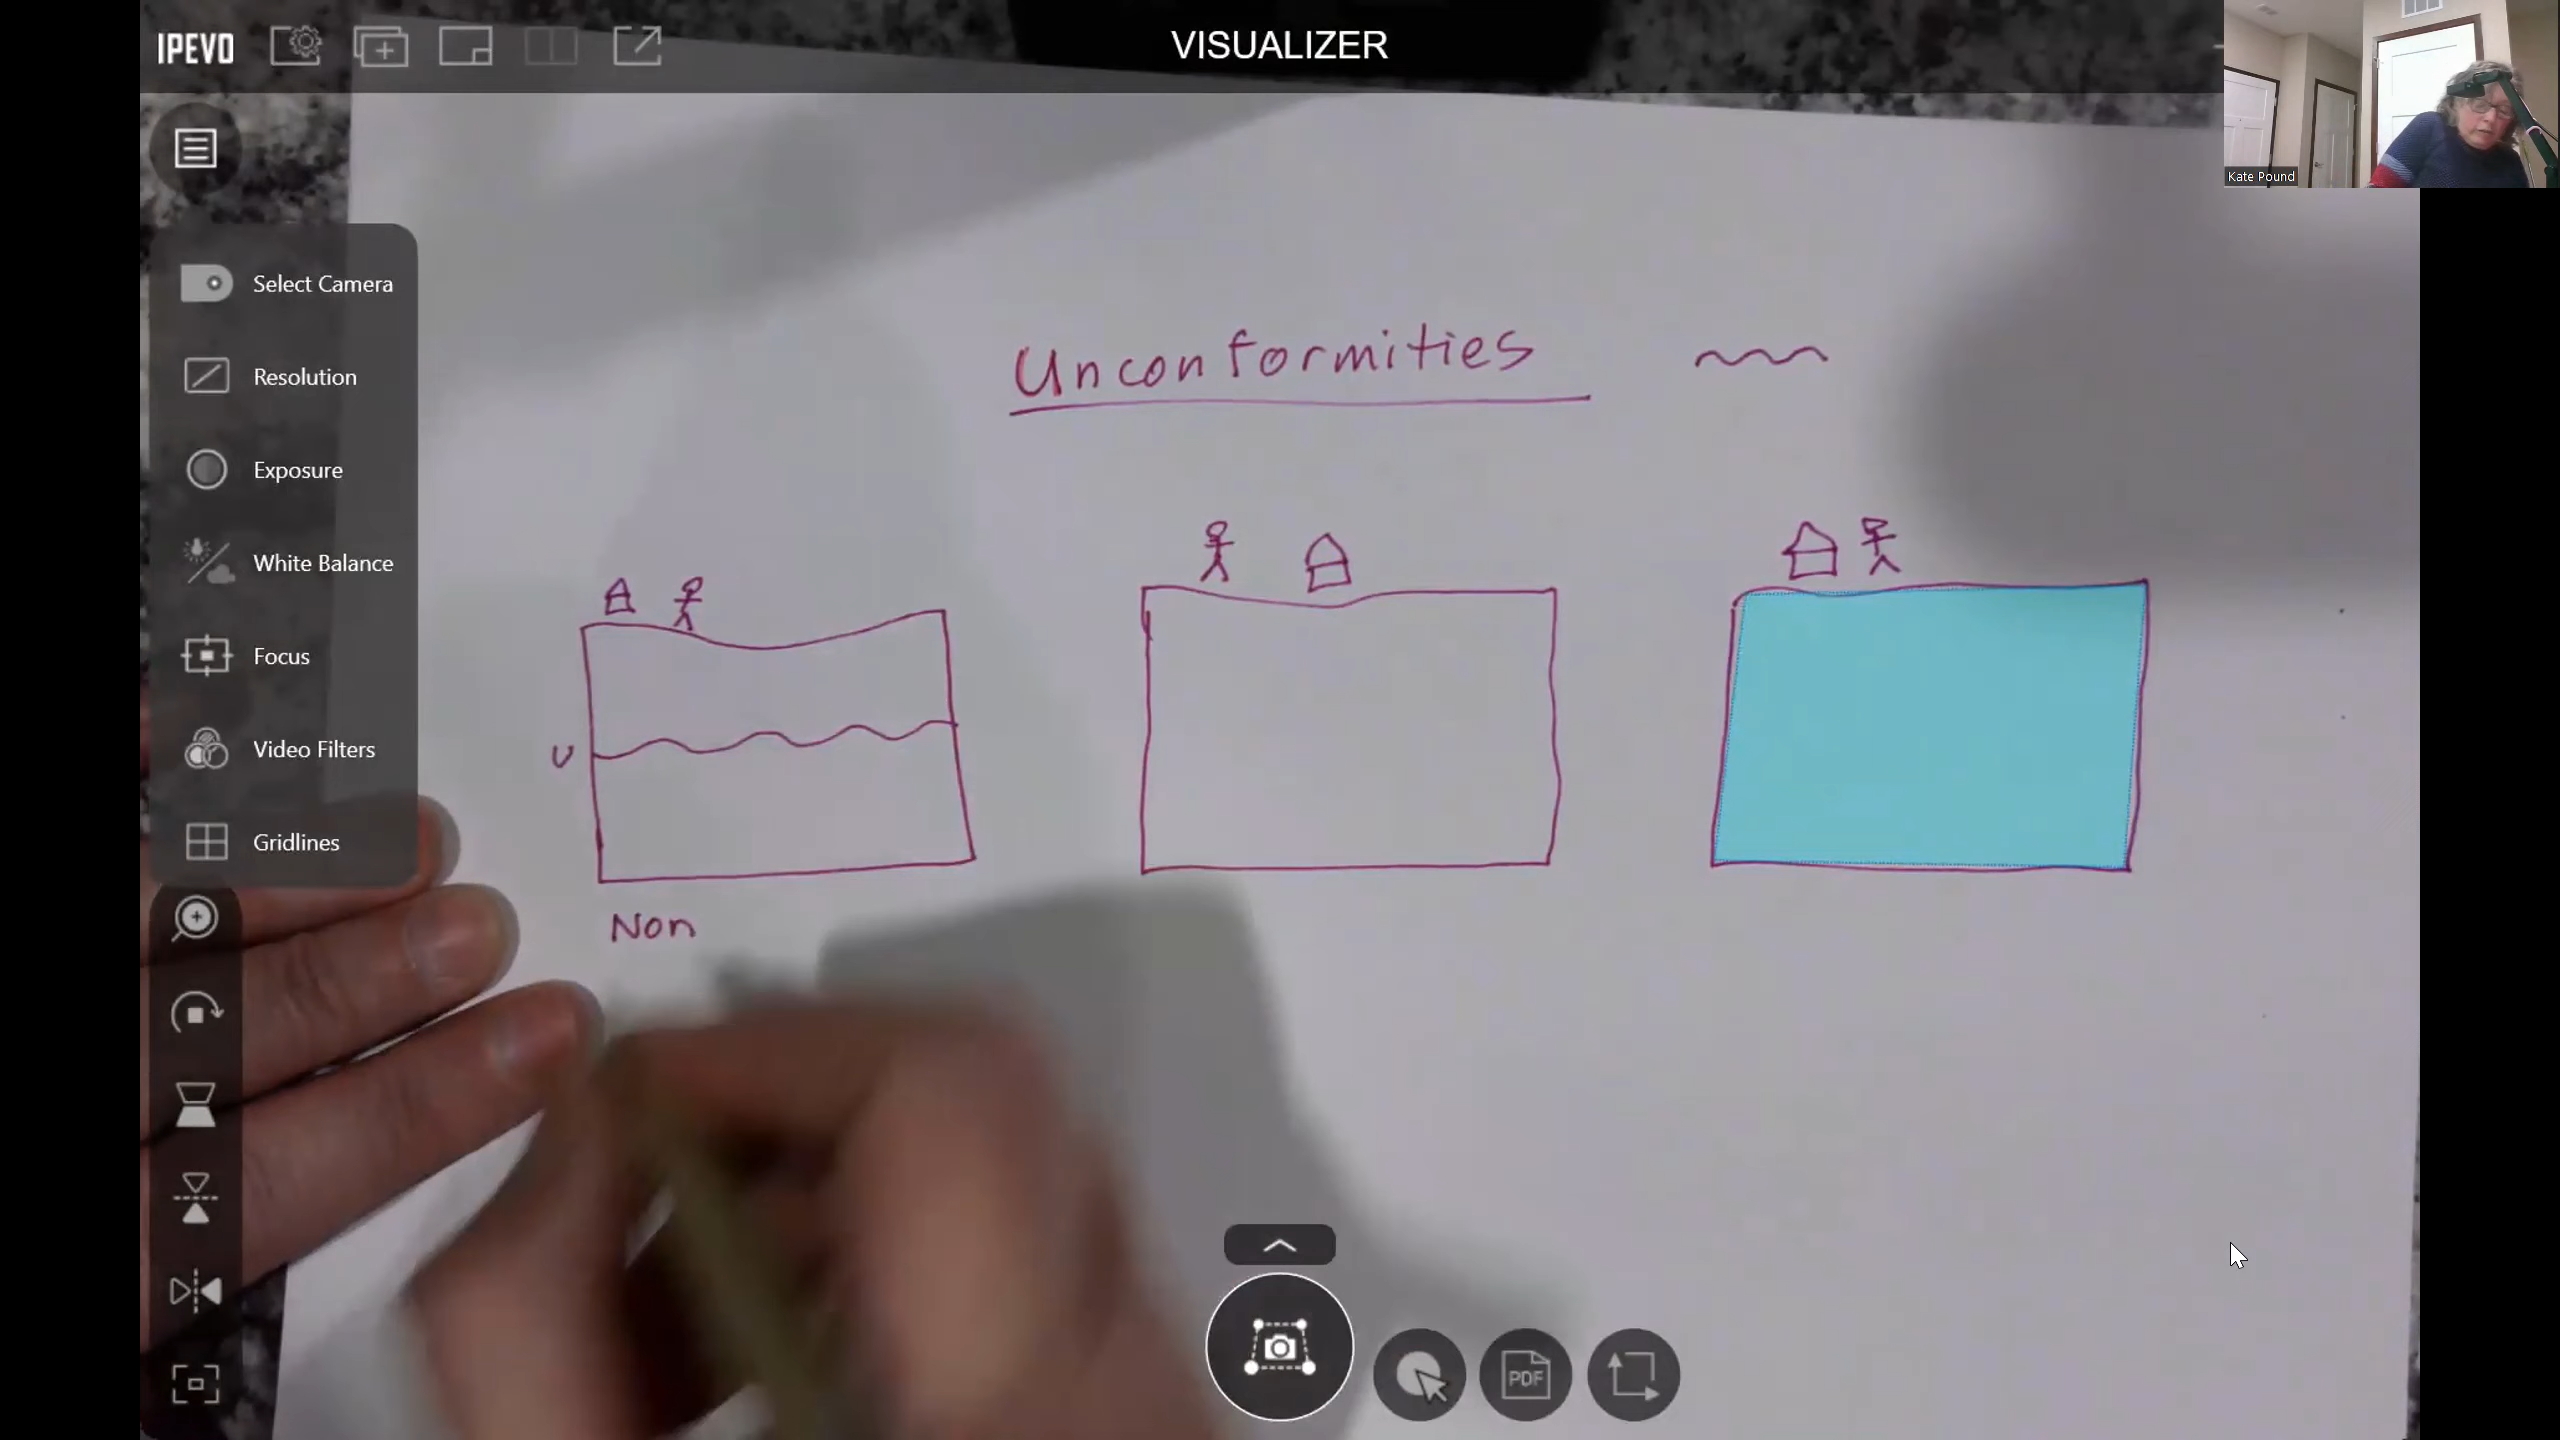 IPEVO
VISUALIZER
Kate Pound
Select Camera
Resolution
Exposure
White Balance
Focus
Video Filters
Gridlines
Unconformities
U
Non
PDF